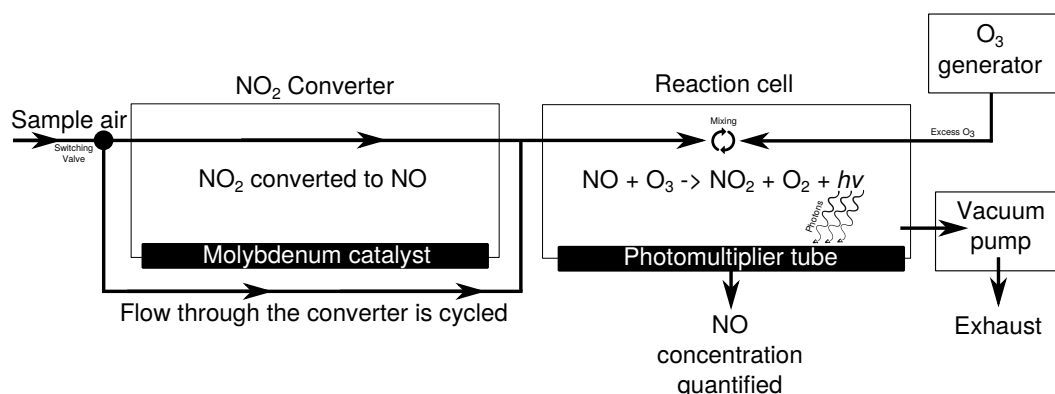 O₃
generator
NO₂ Converter
Reaction cell
Sample air
Switching
Valve
Mixing
Excess O₃
NO₂ converted to NO
NO + O₃ -> NO₂ + O₂ + hv
Photons
Molybdenum catalyst
Photomultiplier tube
Vacuum
pump
Flow through the converter is cycled
NO
concentration
quantified
Exhaust